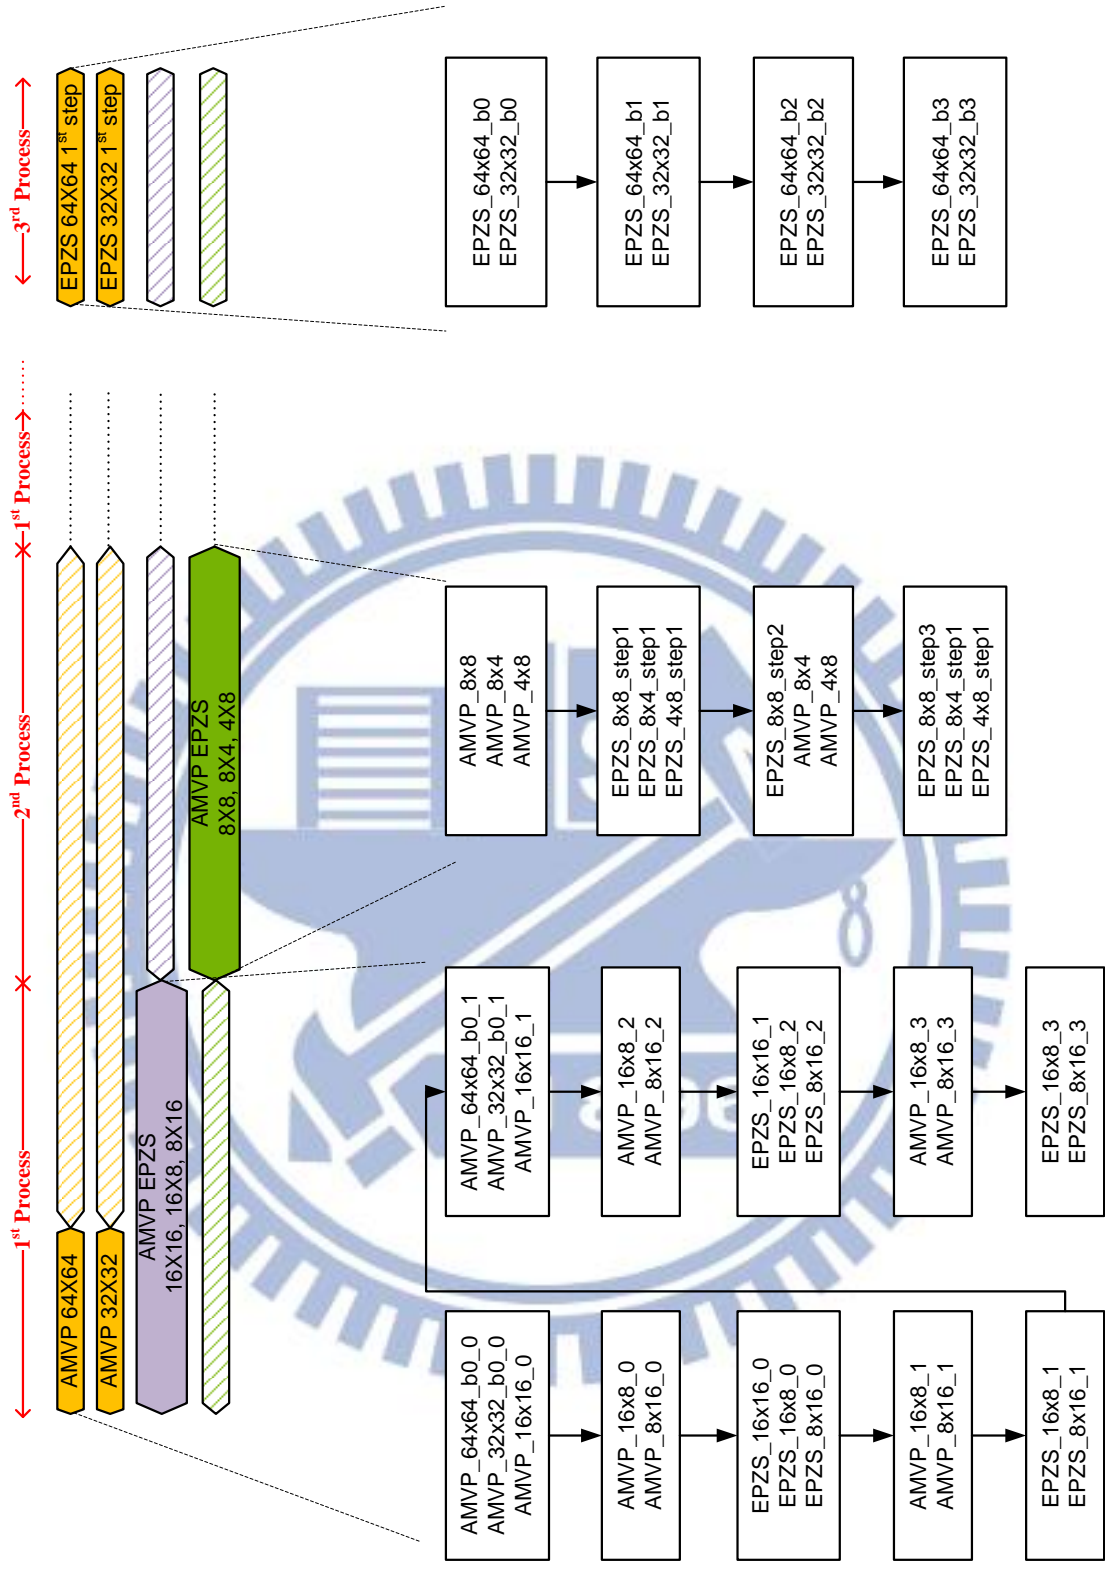 1st Process
2nd Process
1st Process
3rd Process
AMVP 64X64
AMVP 32X32
AMVP EPZS
16X16, 16X8, 8X16
AMVP EPZS
8X8, 8X4, 4X8
EPZS 64X64 1st step
EPZS 32X32 1st step
AMVP_64x64_b0_0
AMVP_32x32_b0_0
AMVP_16x16_0
AMVP_16x8_0
AMVP_8x16_0
EPZS_16x16_0
EPZS_16x8_0
EPZS_8x16_0
AMVP_16x8_1
AMVP_8x16_1
EPZS_16x8_1
EPZS_8x16_1
AMVP_64x64_b0_1
AMVP_32x32_b0_1
AMVP_16x16_1
AMVP_16x8_2
AMVP_8x16_2
EPZS_16x16_1
EPZS_16x8_2
EPZS_8x16_2
AMVP_16x8_3
AMVP_8x16_3
EPZS_16x8_3
EPZS_8x16_3
AMVP_8x8
AMVP_8x4
AMVP_4x8
EPZS_8x8_step1
EPZS_8x4_step1
EPZS_4x8_step1
EPZS_8x8_step2
AMVP_8x4
AMVP_4x8
EPZS_8x8_step3
EPZS_8x4_step1
EPZS_4x8_step1
EPZS_64x64_b0
EPZS_32x32_b0
EPZS_64x64_b1
EPZS_32x32_b1
EPZS_64x64_b2
EPZS_32x32_b2
EPZS_64x64_b3
EPZS_32x32_b3